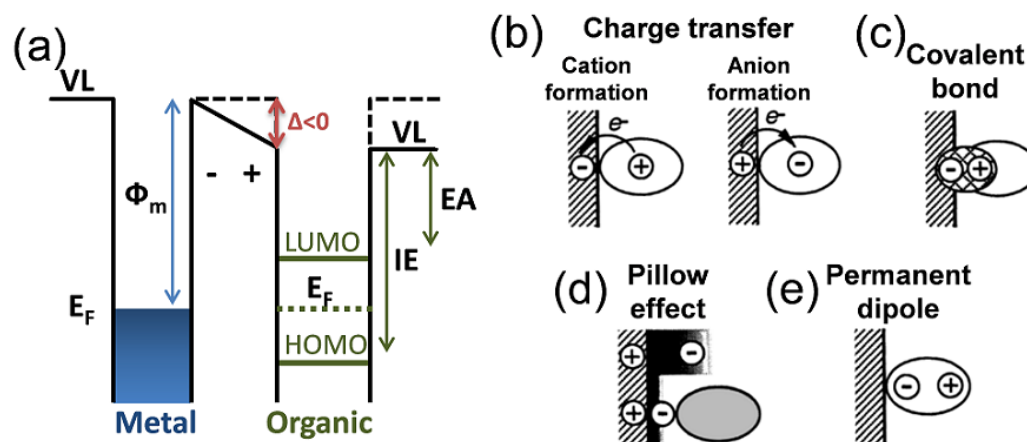 (a)
VL
Δ<0
VL
- +
Φm
EA
LUMO
IE
EF
EF
HOMO
Metal
Organic
(b)
Charge transfer
Cation
formation
Anion
formation
e-
e-
- +
+ -
(c)
Covalent
bond
- +
(d)
Pillow
effect
+ -
+ -
(e)
Permanent
dipole
- +